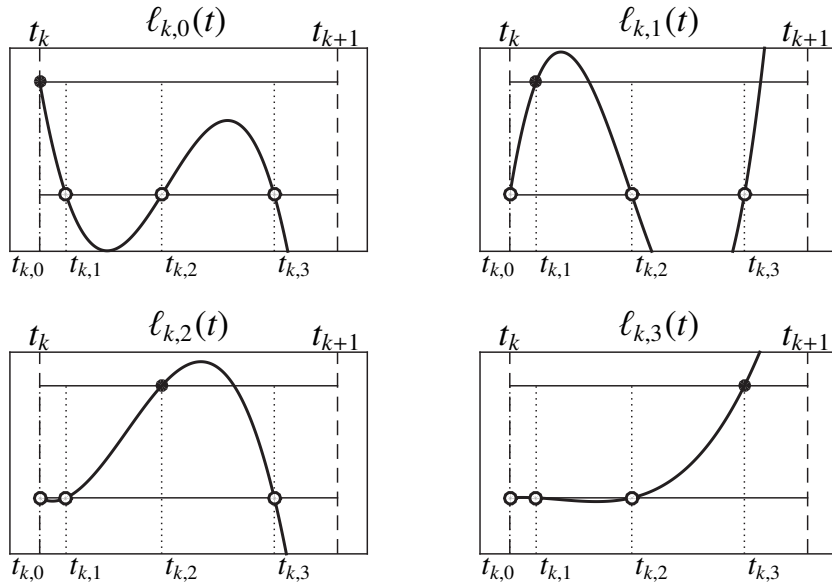 ℓ_{k,0}(t)
t_k t_{k+1}
t_{k,0} t_{k,1} t_{k,2} t_{k,3}
ℓ_{k,1}(t)
t_k t_{k+1}
t_{k,0} t_{k,1} t_{k,2} t_{k,3}
ℓ_{k,2}(t)
t_k t_{k+1}
t_{k,0} t_{k,1} t_{k,2} t_{k,3}
ℓ_{k,3}(t)
t_k t_{k+1}
t_{k,0} t_{k,1} t_{k,2} t_{k,3}